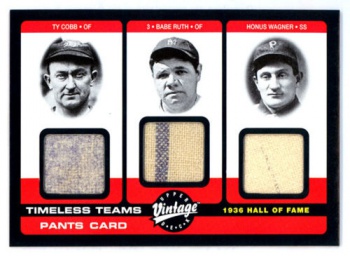 TY COBB • OF
3 • BABE RUTH • OF
HONUS WAGNER • SS
TIMELESS TEAMS
PANTS CARD
UPPER
Vintage
DECK
1936 HALL OF FAME